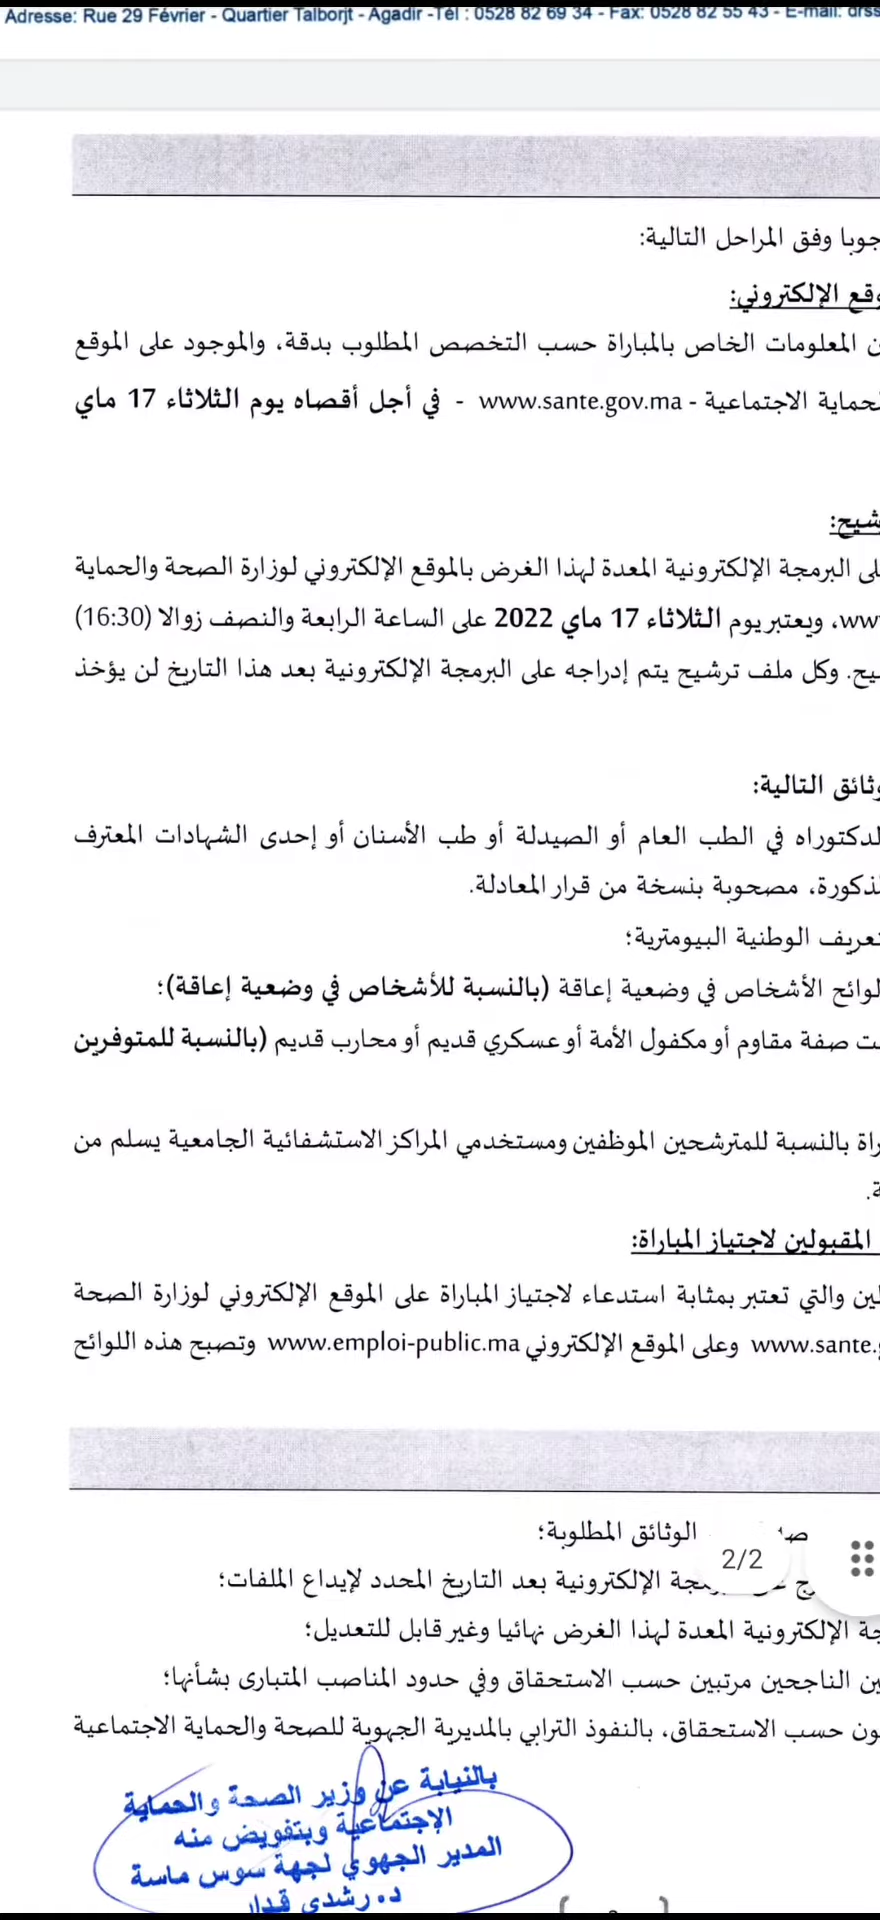 Adresse: Rue 29 Février - Quartier Talborjt - Agadir -Tél : 0528 82 69 34 - Fax: 0528 82 55 43 - E-mail: drss
جوبا وفق المراحل التالية:
وقع الإلكتروني:
ن المعلومات الخاص بالمباراة حسب التخصص المطلوب بدقة، والموجود على الموقع
لحماية الاجتماعية - www.sante.gov.ma - في أجل أقصاه يوم الثلاثاء 17 ماي
شيح:
لى البرمجة الإلكترونية المعدة لهذا الغرض بالموقع الإلكتروني لوزارة الصحة والحماية
ww، ويعتبر يوم الثلاثاء 17 ماي 2022 على الساعة الرابعة والنصف زوالا (16:30)
يح. وكل ملف ترشيح يتم إدراجه على البرمجة الإلكترونية بعد هذا التاريخ لن يؤخذ
وثائق التالية:
لدكتوراه في الطب العام أو الصيدلة أو طب الأسنان أو إحدى الشهادات المعترف
ذكورة، مصحوبة بنسخة من قرار المعادلة.
تعريف الوطنية البيومترية؛
لوائح الأشخاص في وضعية إعاقة (بالنسبة للأشخاص في وضعية إعاقة)؛
ت صفة مقاوم أو مكفول الأمة أو عسكري قديم أو محارب قديم (بالنسبة للمتوفرين
راة بالنسبة للمترشحين الموظفين ومستخدمي المراكز الاستشفائية الجامعية يسلم من
ة.
المقبولين لاجتياز المباراة:
لين والتي تعتبر بمثابة استدعاء لاجتياز المباراة على الموقع الإلكتروني لوزارة الصحة
www.sante.g وعلى الموقع الإلكتروني www.emploi-public.ma وتصبح هذه اللوائح
الوثائق المطلوبة؛
2/2
مجة الإلكترونية بعد التاريخ المحدد لإيداع الملفات؛
جة الإلكترونية المعدة لهذا الغرض نهائيا وغير قابل للتعديل؛
ين الناجحين مرتبين حسب الاستحقاق وفي حدود المناصب المتبارى بشأنها؛
ون حسب الاستحقاق، بالنفوذ الترابي بالمديرية الجهوية للصحة والحماية الاجتماعية
بالنيابة عن وزير الصحة والحماية
الإجتماعية وبتفويض منه
المدير الجهوي لجهة سوس ماسة
د. رشدي قدار